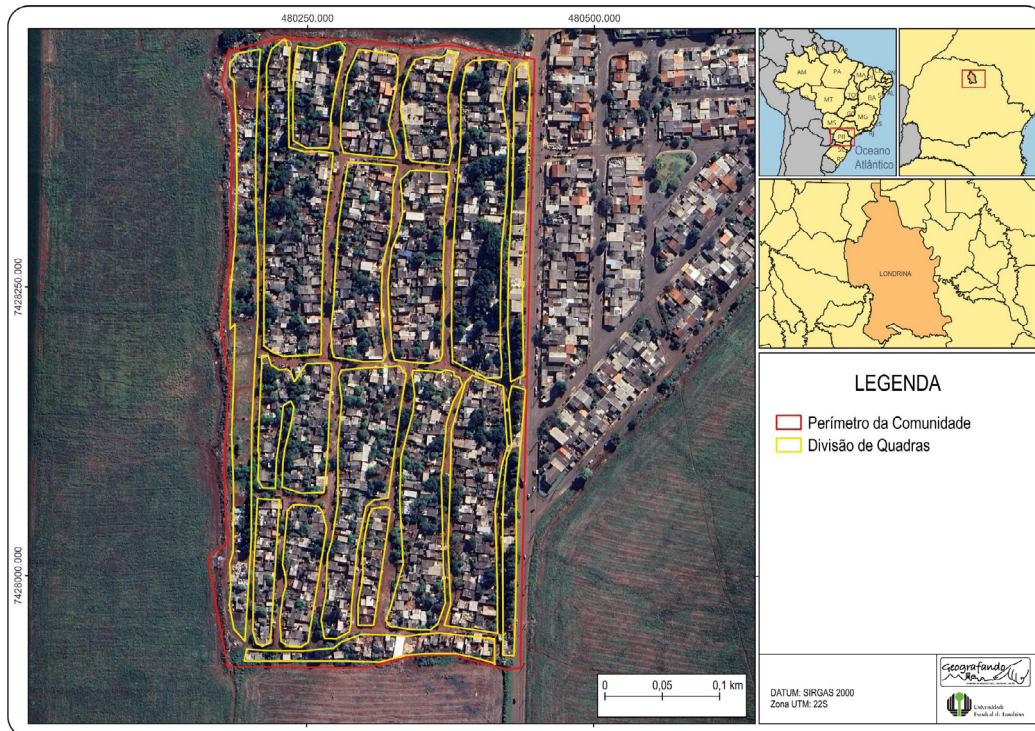 480250.000
480500.000
7428250.000
7428000.000
AM
PA
MA
TO
BA
MT
MG
MS
PR
Oceano
Atlântico
LONDRINA
LEGENDA
Perímetro da Comunidade
Divisão de Quadras
0
0,05
0,1 km
DATUM: SIRGAS 2000
Zona UTM: 22S
Geografando
Universidade
Estadual de Londrina